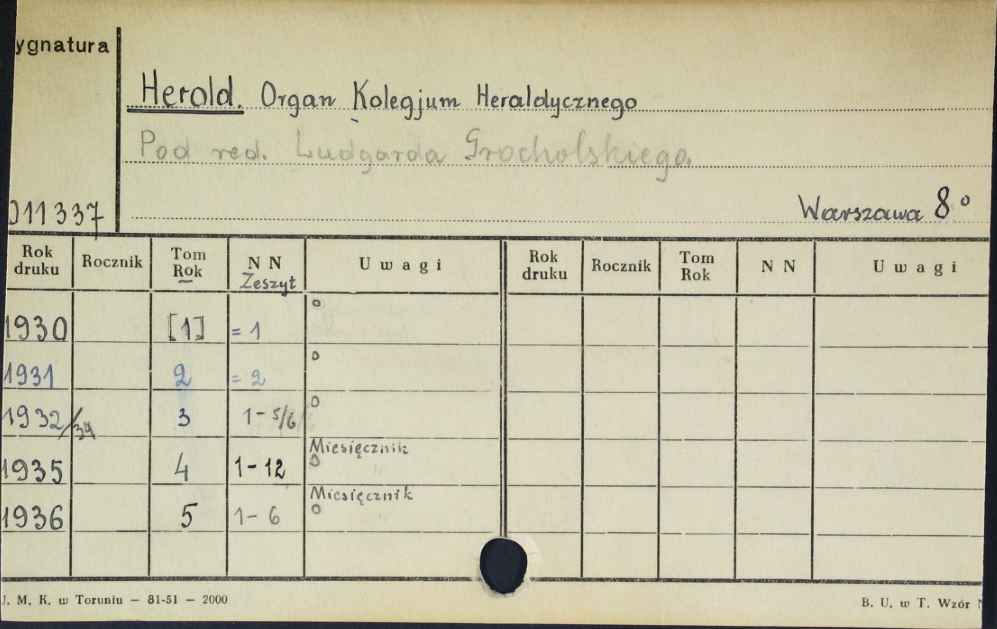 ygnatura
Herold. Organ Kolegjum Heraldycznego
Pod red. Ludgarda Grocholskiego.
011337
Warszawa 8°
Rok druku Rocznik Tom Rok N N Zeszyt Uwagi Rok druku Rocznik Tom Rok N N Uwagi
1930 [1] = 1 o
1931 2 = 2 o
1932/34 3 1-5/6 o
1935 4 1-12 Miesięcznik o
1936 5 1-6 Miesięcznik o
J. M. K. w Toruniu — 81-51 — 2000
B. U. w T. Wzór